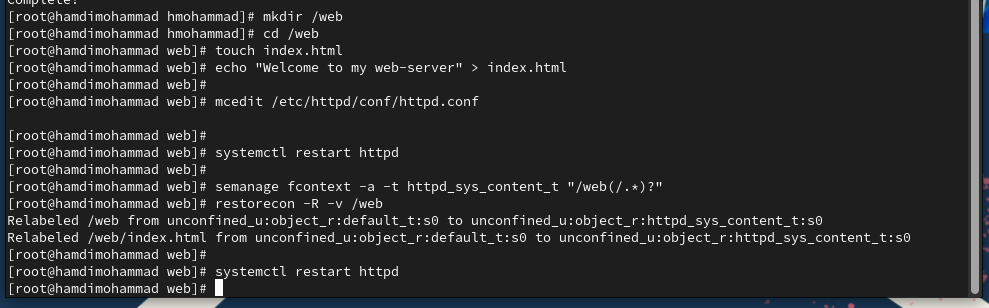 Complete!
[root@hamdimohammad hmohammad]# mkdir /web
[root@hamdimohammad hmohammad]# cd /web
[root@hamdimohammad web]# touch index.html
[root@hamdimohammad web]# echo "Welcome to my web-server" > index.html
[root@hamdimohammad web]#
[root@hamdimohammad web]# mcedit /etc/httpd/conf/httpd.conf
[root@hamdimohammad web]#
[root@hamdimohammad web]# systemctl restart httpd
[root@hamdimohammad web]#
[root@hamdimohammad web]# semanage fcontext -a -t httpd_sys_content_t "/web(/.*)?"
[root@hamdimohammad web]# restorecon -R -v /web
Relabeled /web from unconfined_u:object_r:default_t:s0 to unconfined_u:object_r:httpd_sys_content_t:s0
Relabeled /web/index.html from unconfined_u:object_r:default_t:s0 to unconfined_u:object_r:httpd_sys_content_t:s0
[root@hamdimohammad web]#
[root@hamdimohammad web]# systemctl restart httpd
[root@hamdimohammad web]#